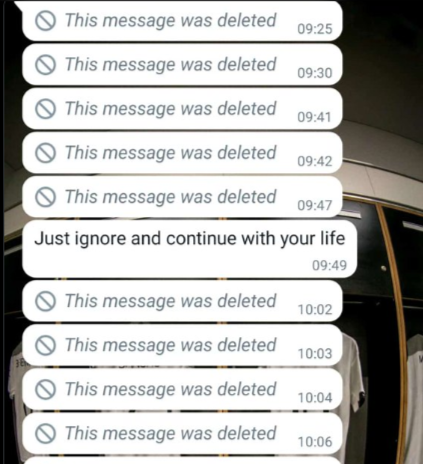 This message was deleted
09:25
This message was deleted
09:30
This message was deleted
09:41
This message was deleted
09:42
This message was deleted
09:47
Just ignore and continue with your life
09:49
This message was deleted
10:02
This message was deleted
10:03
This message was deleted
10:04
This message was deleted
10:06